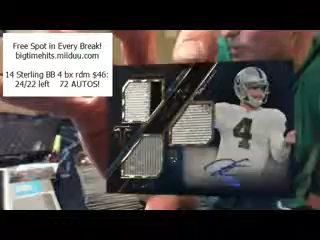 Free Spot in Every Break!
bigtimehits.miiduu.com
14 Sterling BB 4 bx rdm $46:
24/22 left 72 AUTOS!
4